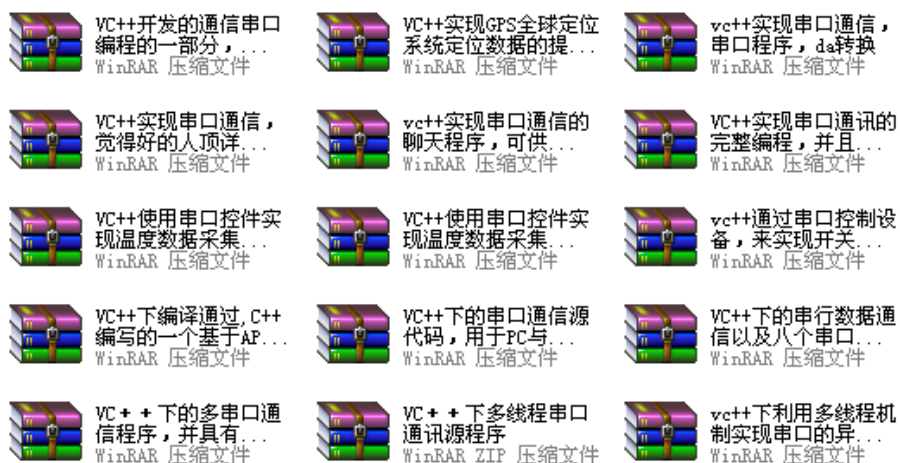 VC++开发的通信串口
编程的一部分，...
WinRAR 压缩文件
VC++实现GPS全球定位
系统定位数据的提...
WinRAR 压缩文件
vc++实现串口通信，
串口程序，da转换
WinRAR 压缩文件
VC++实现串口通信，
觉得好的人顶详...
WinRAR 压缩文件
vc++实现串口通信的
聊天程序，可供...
WinRAR 压缩文件
VC++实现串口通讯的
完整编程，并且...
WinRAR 压缩文件
VC++使用串口控件实
现温度数据采集...
WinRAR 压缩文件
VC++使用串口控件实
现温度数据采集...
WinRAR 压缩文件
vc++通过串口控制设
备，来实现开关...
WinRAR 压缩文件
VC++下编译通过,C++
编写的一个基于AP...
WinRAR 压缩文件
VC++下的串口通信源
代码，用于PC与...
WinRAR 压缩文件
VC++下的串行数据通
信以及八个串口...
WinRAR 压缩文件
VC＋＋下的多串口通
信程序，并具有...
WinRAR 压缩文件
VC＋＋下多线程串口
通讯源程序
WinRAR ZIP 压缩文件
vc++下利用多线程机
制实现串口的异...
WinRAR 压缩文件